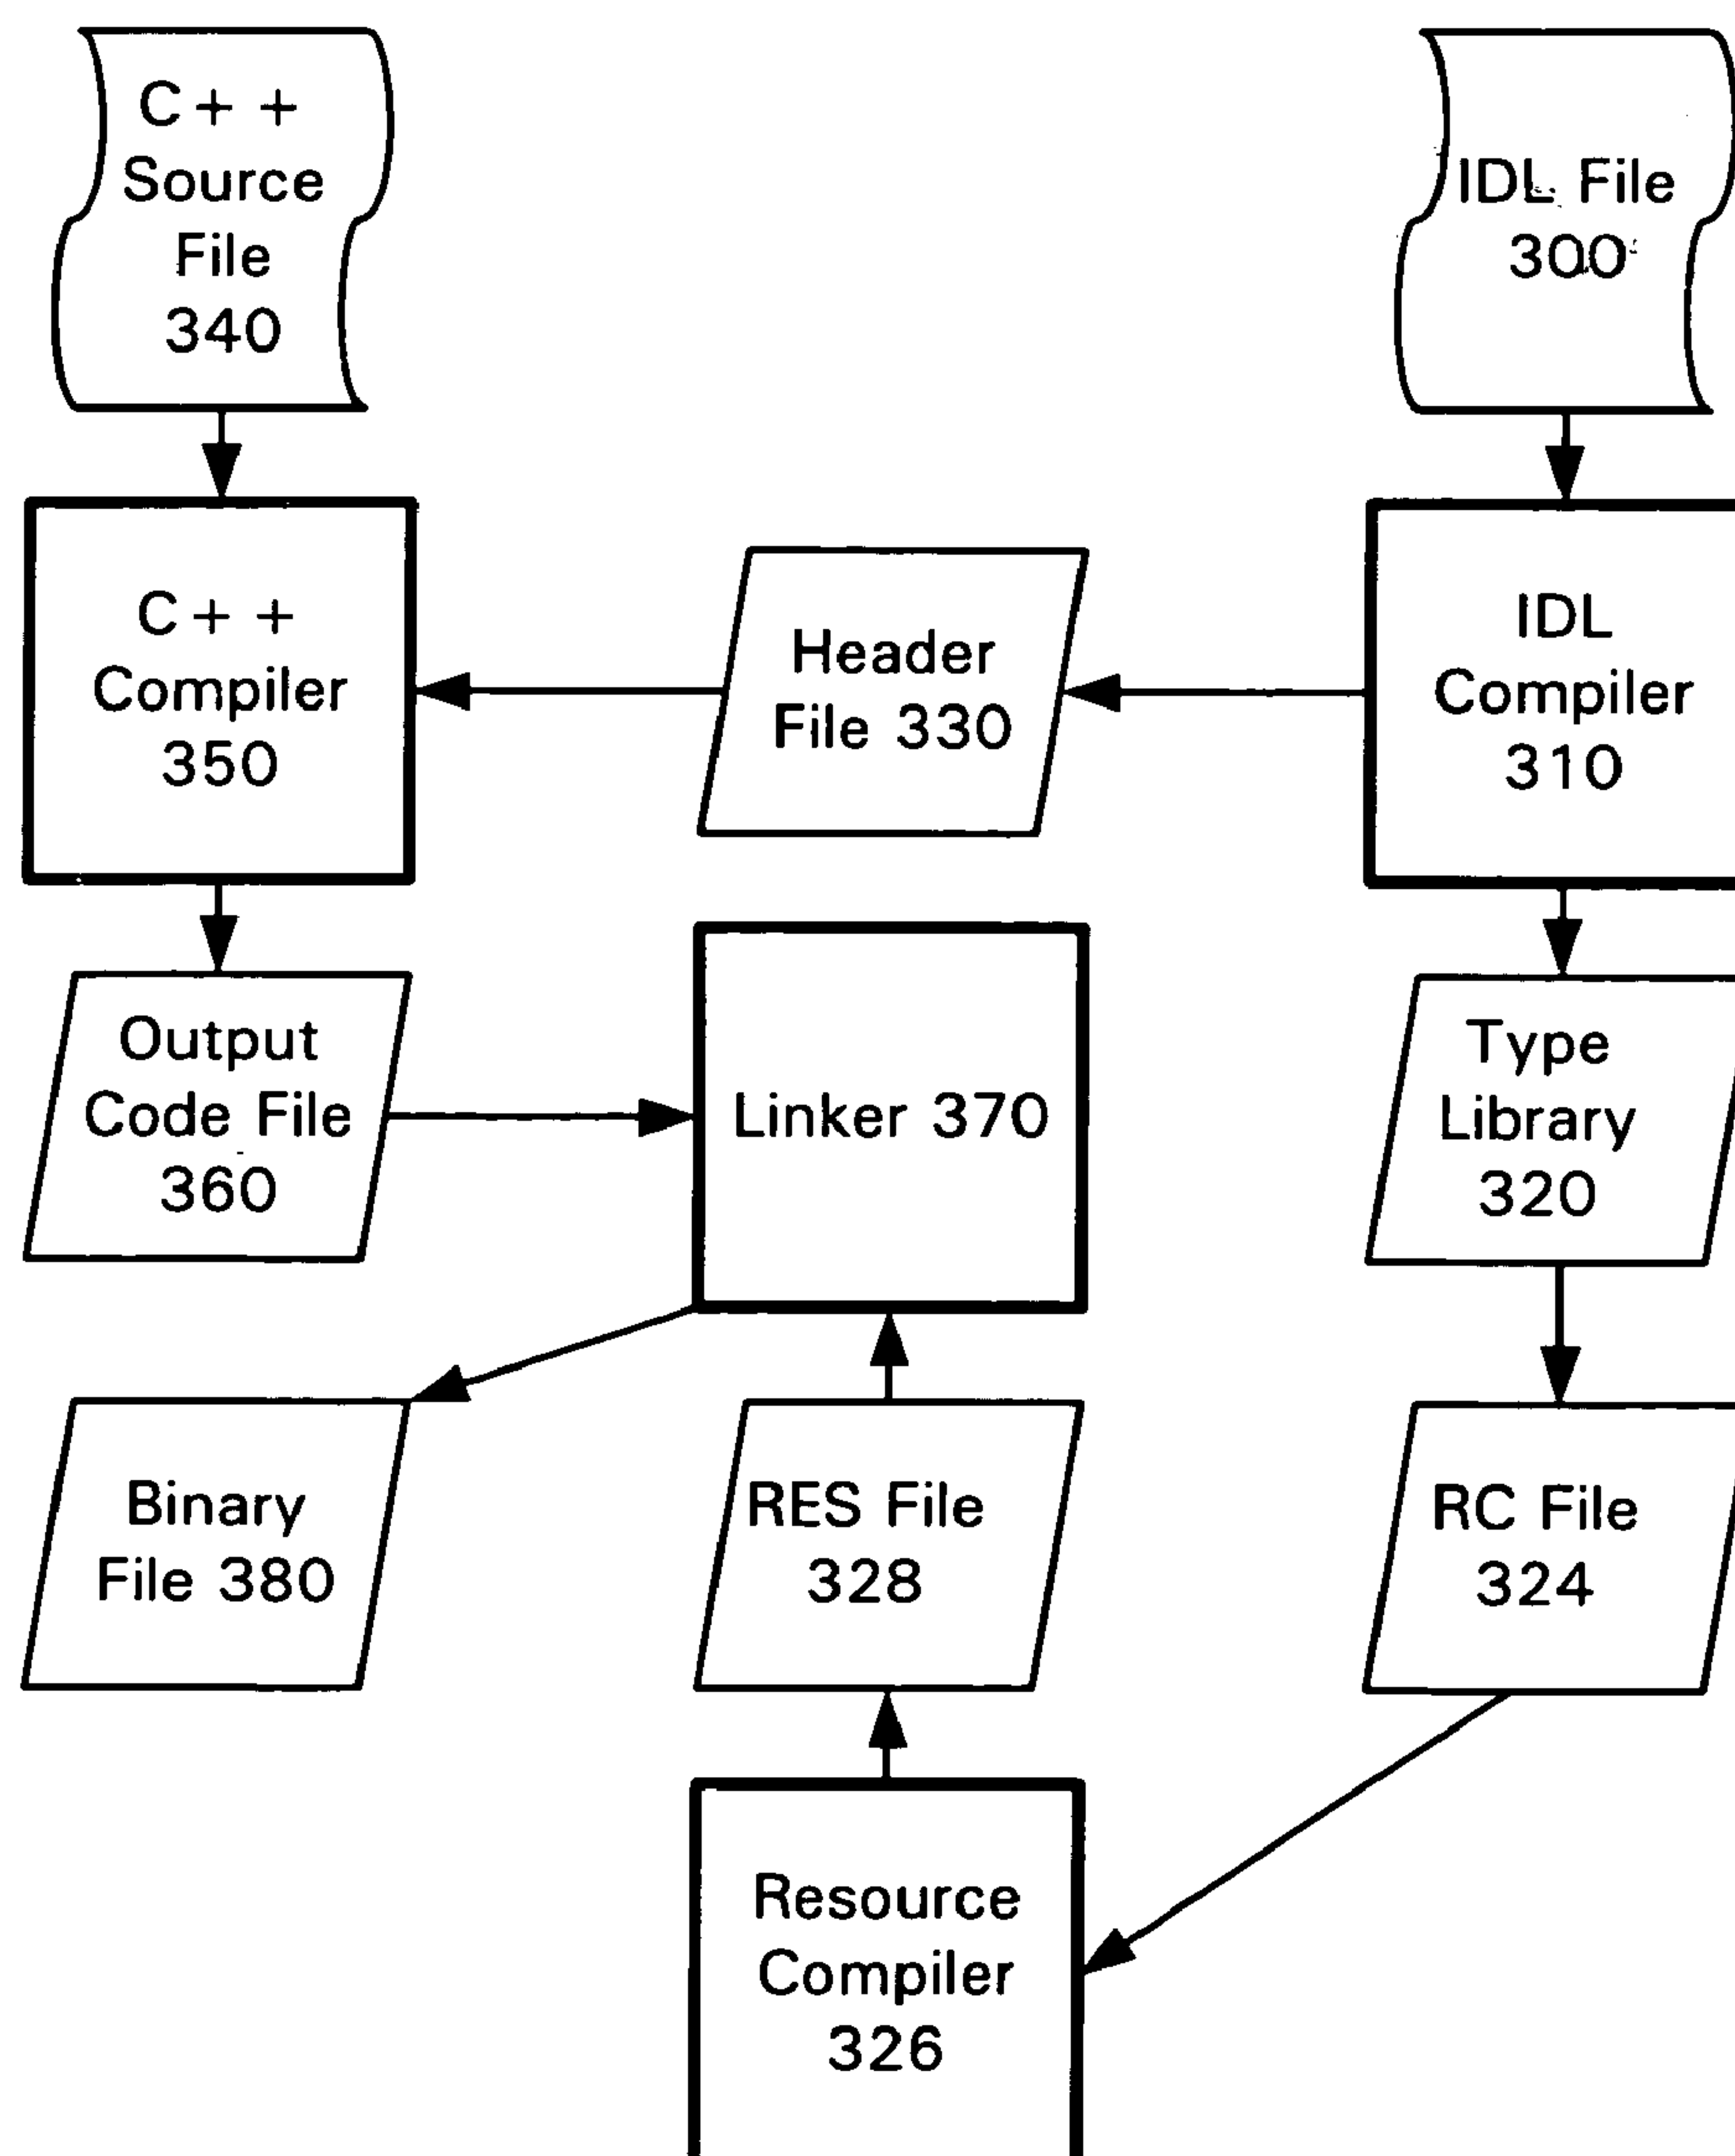 C++
Source
File
340
IDL File
300
C++
Compiler
350
Header
File 330
IDL
Compiler
310
Output
Code File
360
Linker 370
Type
Library
320
Binary
File 380
RES File
328
RC File
324
Resource
Compiler
326